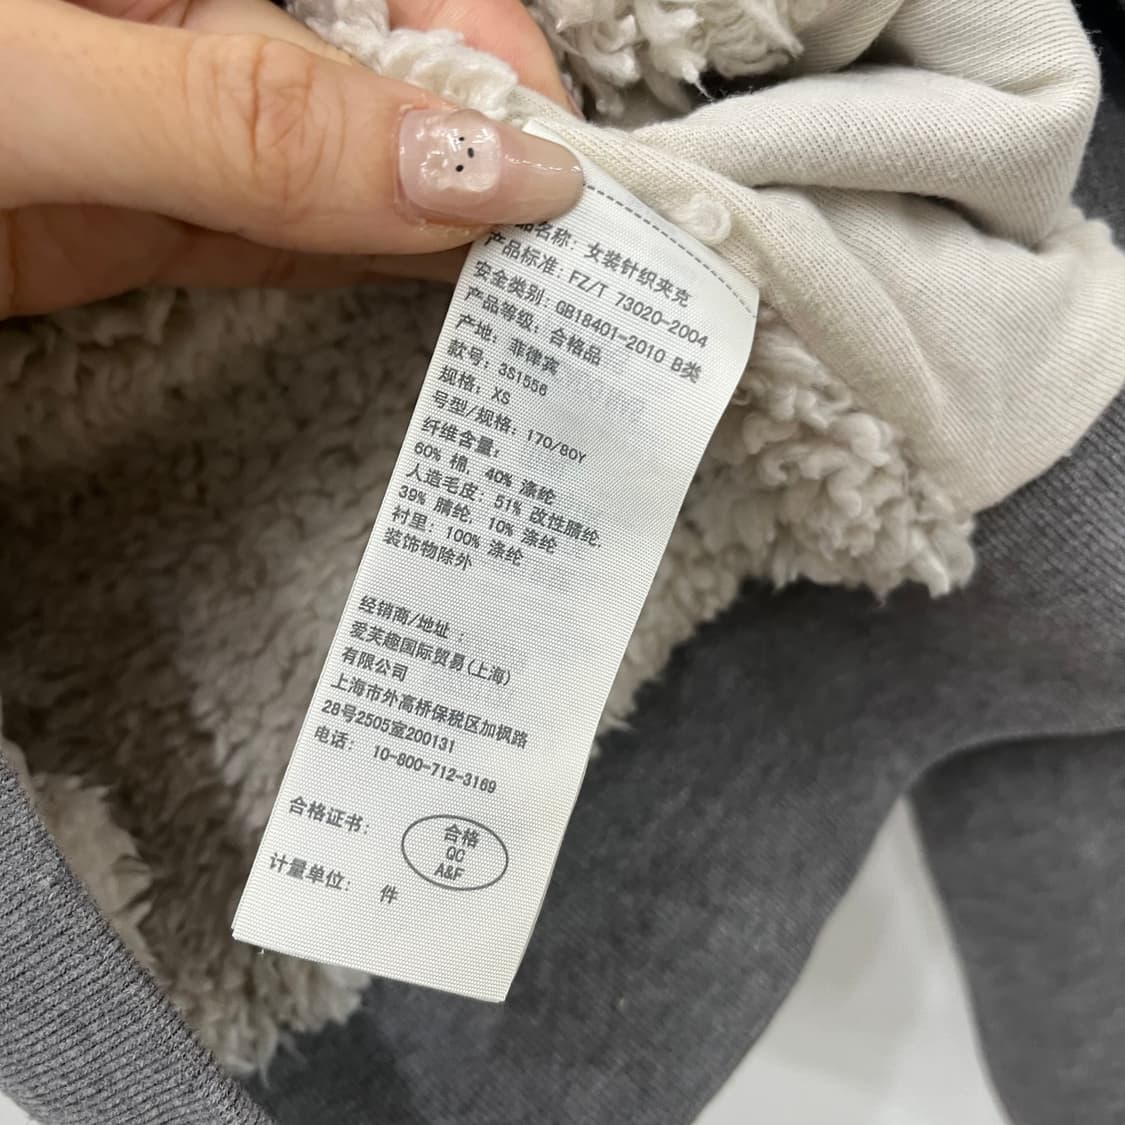 品名称: 女装针织夹克
产品标准: FZ/T 73020-2004
安全类别: GB18401-2010 B类
产品等级: 合格品
产地: 菲律宾
款号: 3S1556
规格: XS
号型/规格: 170/80Y
纤维含量:
60% 棉, 40% 涤纶
人造毛皮: 51% 改性腈纶,
39% 腈纶, 10% 涤纶
衬里: 100% 涤纶
装饰物除外
经销商/地址 :
爱芙趣国际贸易(上海)
有限公司
上海市外高桥保税区加枫路
28号2505室200131
电话: 10-800-712-3169
合格证书: 合格
QC
A&F
计量单位: 件